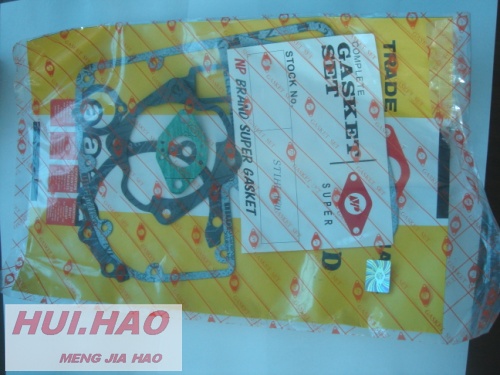 TRADE
COMPLETE
GASKET
SET
SUPER
NP
STOCK No.
NP BRAND SUPER GASKET
D
HUI.HAO
MENG JIA HAO